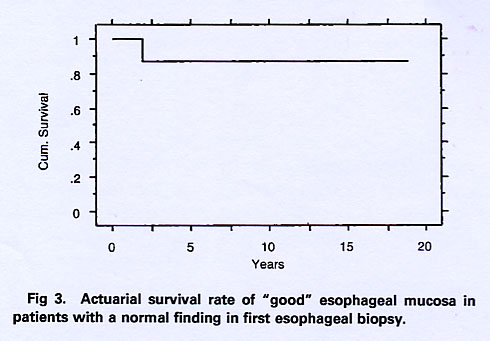 1
.8
.6
.4
.2
0
Cum. Survival
0 5 10 15 20
Years
Fig 3. Actuarial survival rate of "good" esophageal mucosa in
patients with a normal finding in first esophageal biopsy.